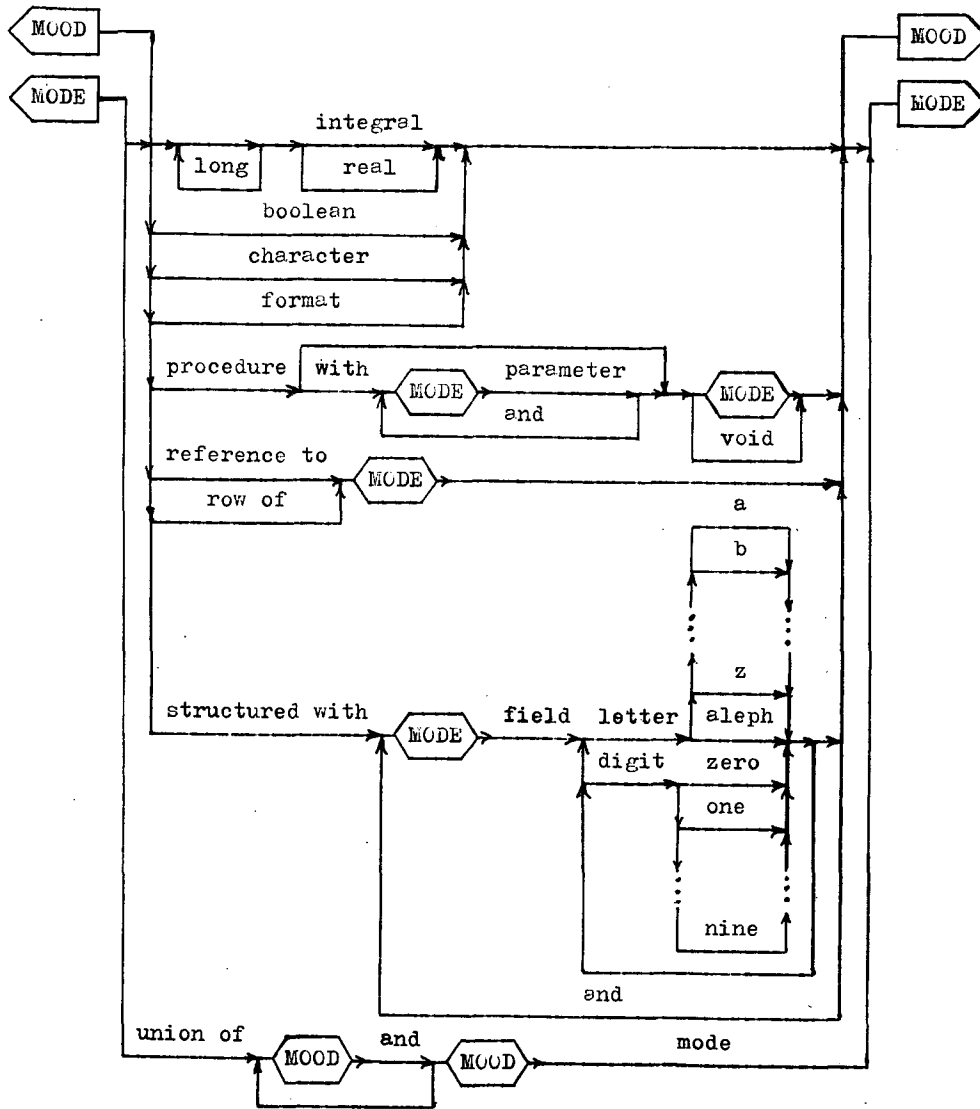 MOOD MOOD
MODE MODE
integral
long real
boolean
character
format
procedure with parameter
MODE MODE
and void
reference to
MODE
row of
a
b
z
structured with field letter aleph
MODE
digit zero
one
nine
and
union of and mode
MOOD MOOD